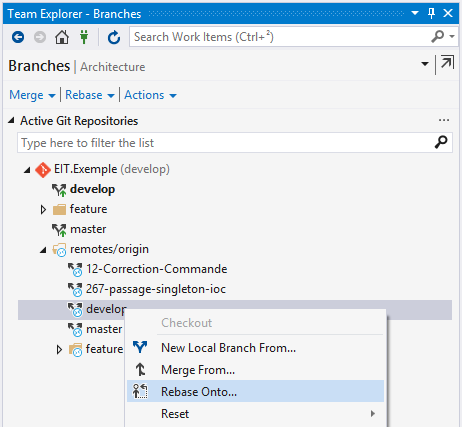 Team Explorer - Branches
Search Work Items (Ctrl+²)
Branches | Architecture
Merge | Rebase | Actions
Active Git Repositories ...
Type here to filter the list
EIT.Exemple (develop)
develop
feature
master
remotes/origin
12-Correction-Commande
267-passage-singleton-ioc
develop
Checkout
master
New Local Branch From...
feature
Merge From...
Rebase Onto...
Reset